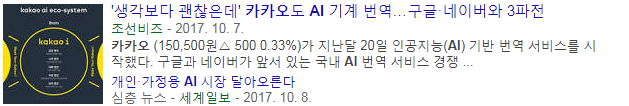 kakao ai eco-system
kakao i
'생각보다 괜찮은데' 카카오도 AI 기계 번역...구글·네이버와 3파전
조선비즈 - 2017. 10. 7.
카카오 (150,500원△ 500 0.33%)가 지난달 20일 인공지능(AI) 기반 번역 서비스를 시
작했다. 구글과 네이버가 앞서 있는 국내 AI 번역 서비스 경쟁 ...
개인·가정용 AI 시장 달아오른다
심층 뉴스 - 세계일보 - 2017. 10. 8.